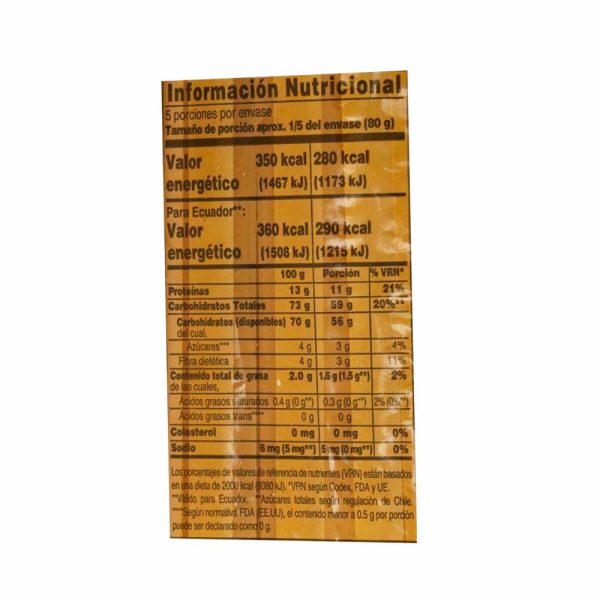 Información Nutricional
5 porciones por envase
Tamaño de porción aprox. 1/5 del envase (80 g)
Valor energético 350 kcal (1467 kJ) 280 kcal (1173 kJ)
Para Ecuador**:
Valor energético 360 kcal (1508 kJ) 290 kcal (1215 kJ)
100 g Porción % VRN*
Proteínas 13 g 11 g 21%
Carbohidratos Totales 73 g 59 g 20%**
Carbohidratos (disponibles) 70 g 56 g
del cual,
Azúcares*** 4 g 3 g 4%
Fibra dietética 4 g 3 g 11%
Contenido total de grasa 2.0 g 1.6 g (1.5 g**) 2%
de las cuales,
Ácidos grasos saturados 0.4 g (0 g**) 0.3 g (0 g**) 2% (0%**)
Ácidos grasos trans**** 0 g 0 g
Colesterol 0 mg 0 mg 0%
Sodio 6 mg (5 mg**) 5 mg (0 mg**) 0%
Los porcentajes de valores de referencia de nutrientes (VRN) están basados
en una dieta de 2000 kcal (8380 kJ). *VRN según Codex, FDA y UE.
**Válido para Ecuador. ***Azúcares totales según regulación de Chile.
****Según normativa FDA (EE.UU), el contenido menor a 0.5 g por porción
puede ser declarado como 0 g.